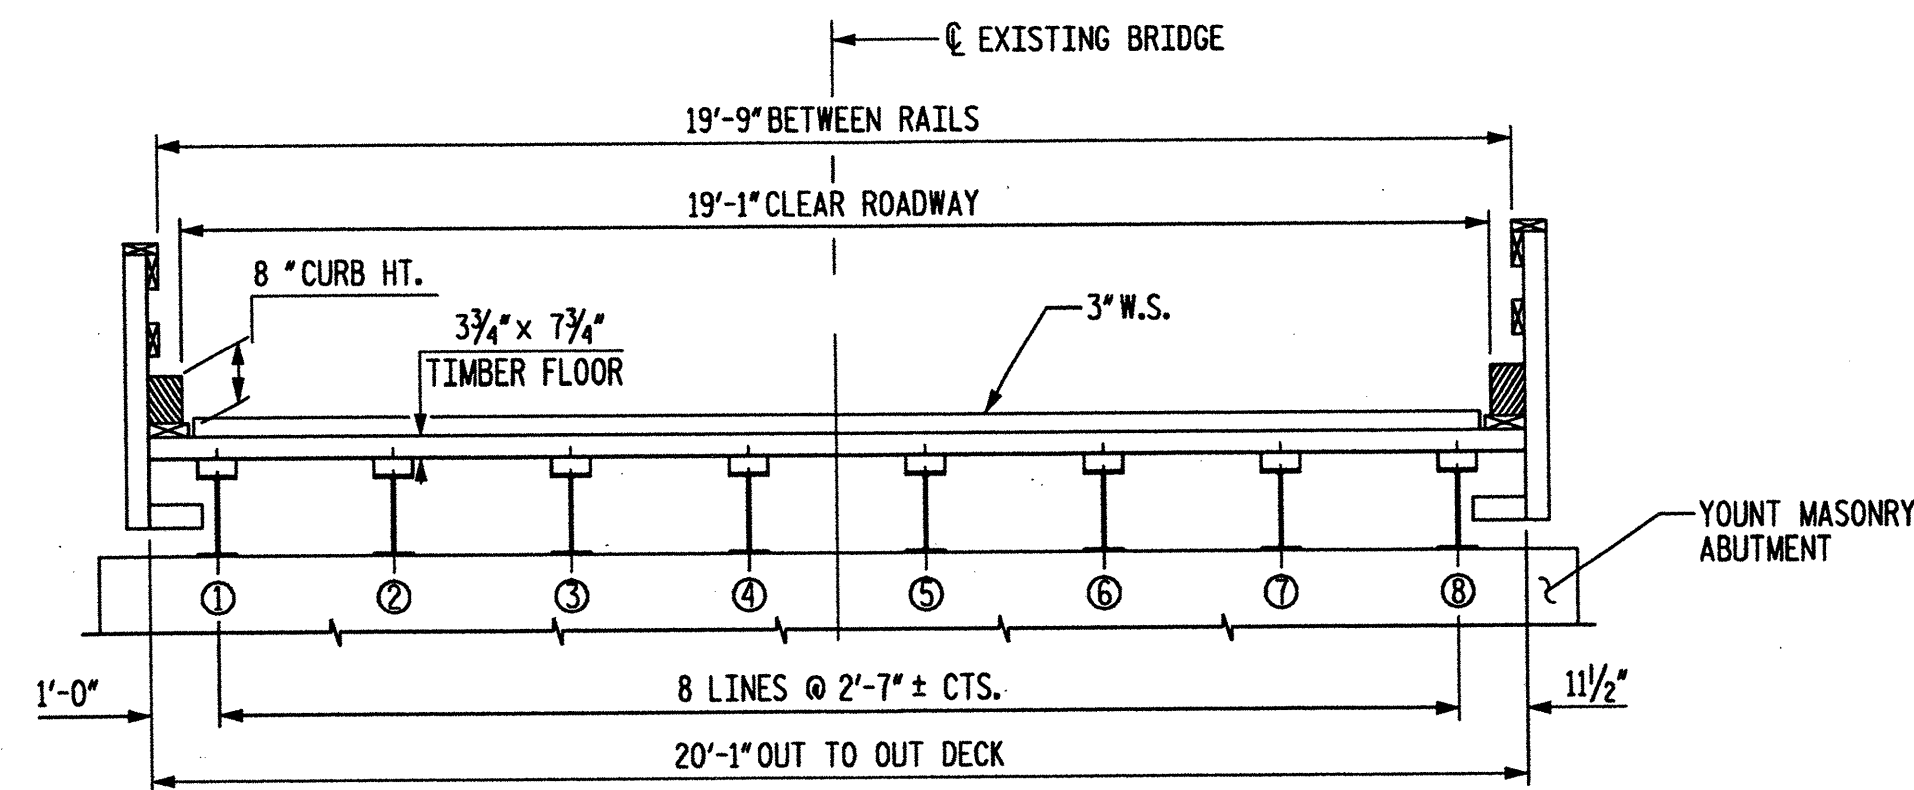 ℄ EXISTING BRIDGE
19'-9" BETWEEN RAILS
19'-1" CLEAR ROADWAY
8 " CURB HT.
3¾" x 7¾"
TIMBER FLOOR
3" W.S.
YOUNT MASONRY
ABUTMENT
1 2 3 4 5 6 7 8
1'-0"
8 LINES @ 2'-7" ± CTS.
11½"
20'-1" OUT TO OUT DECK